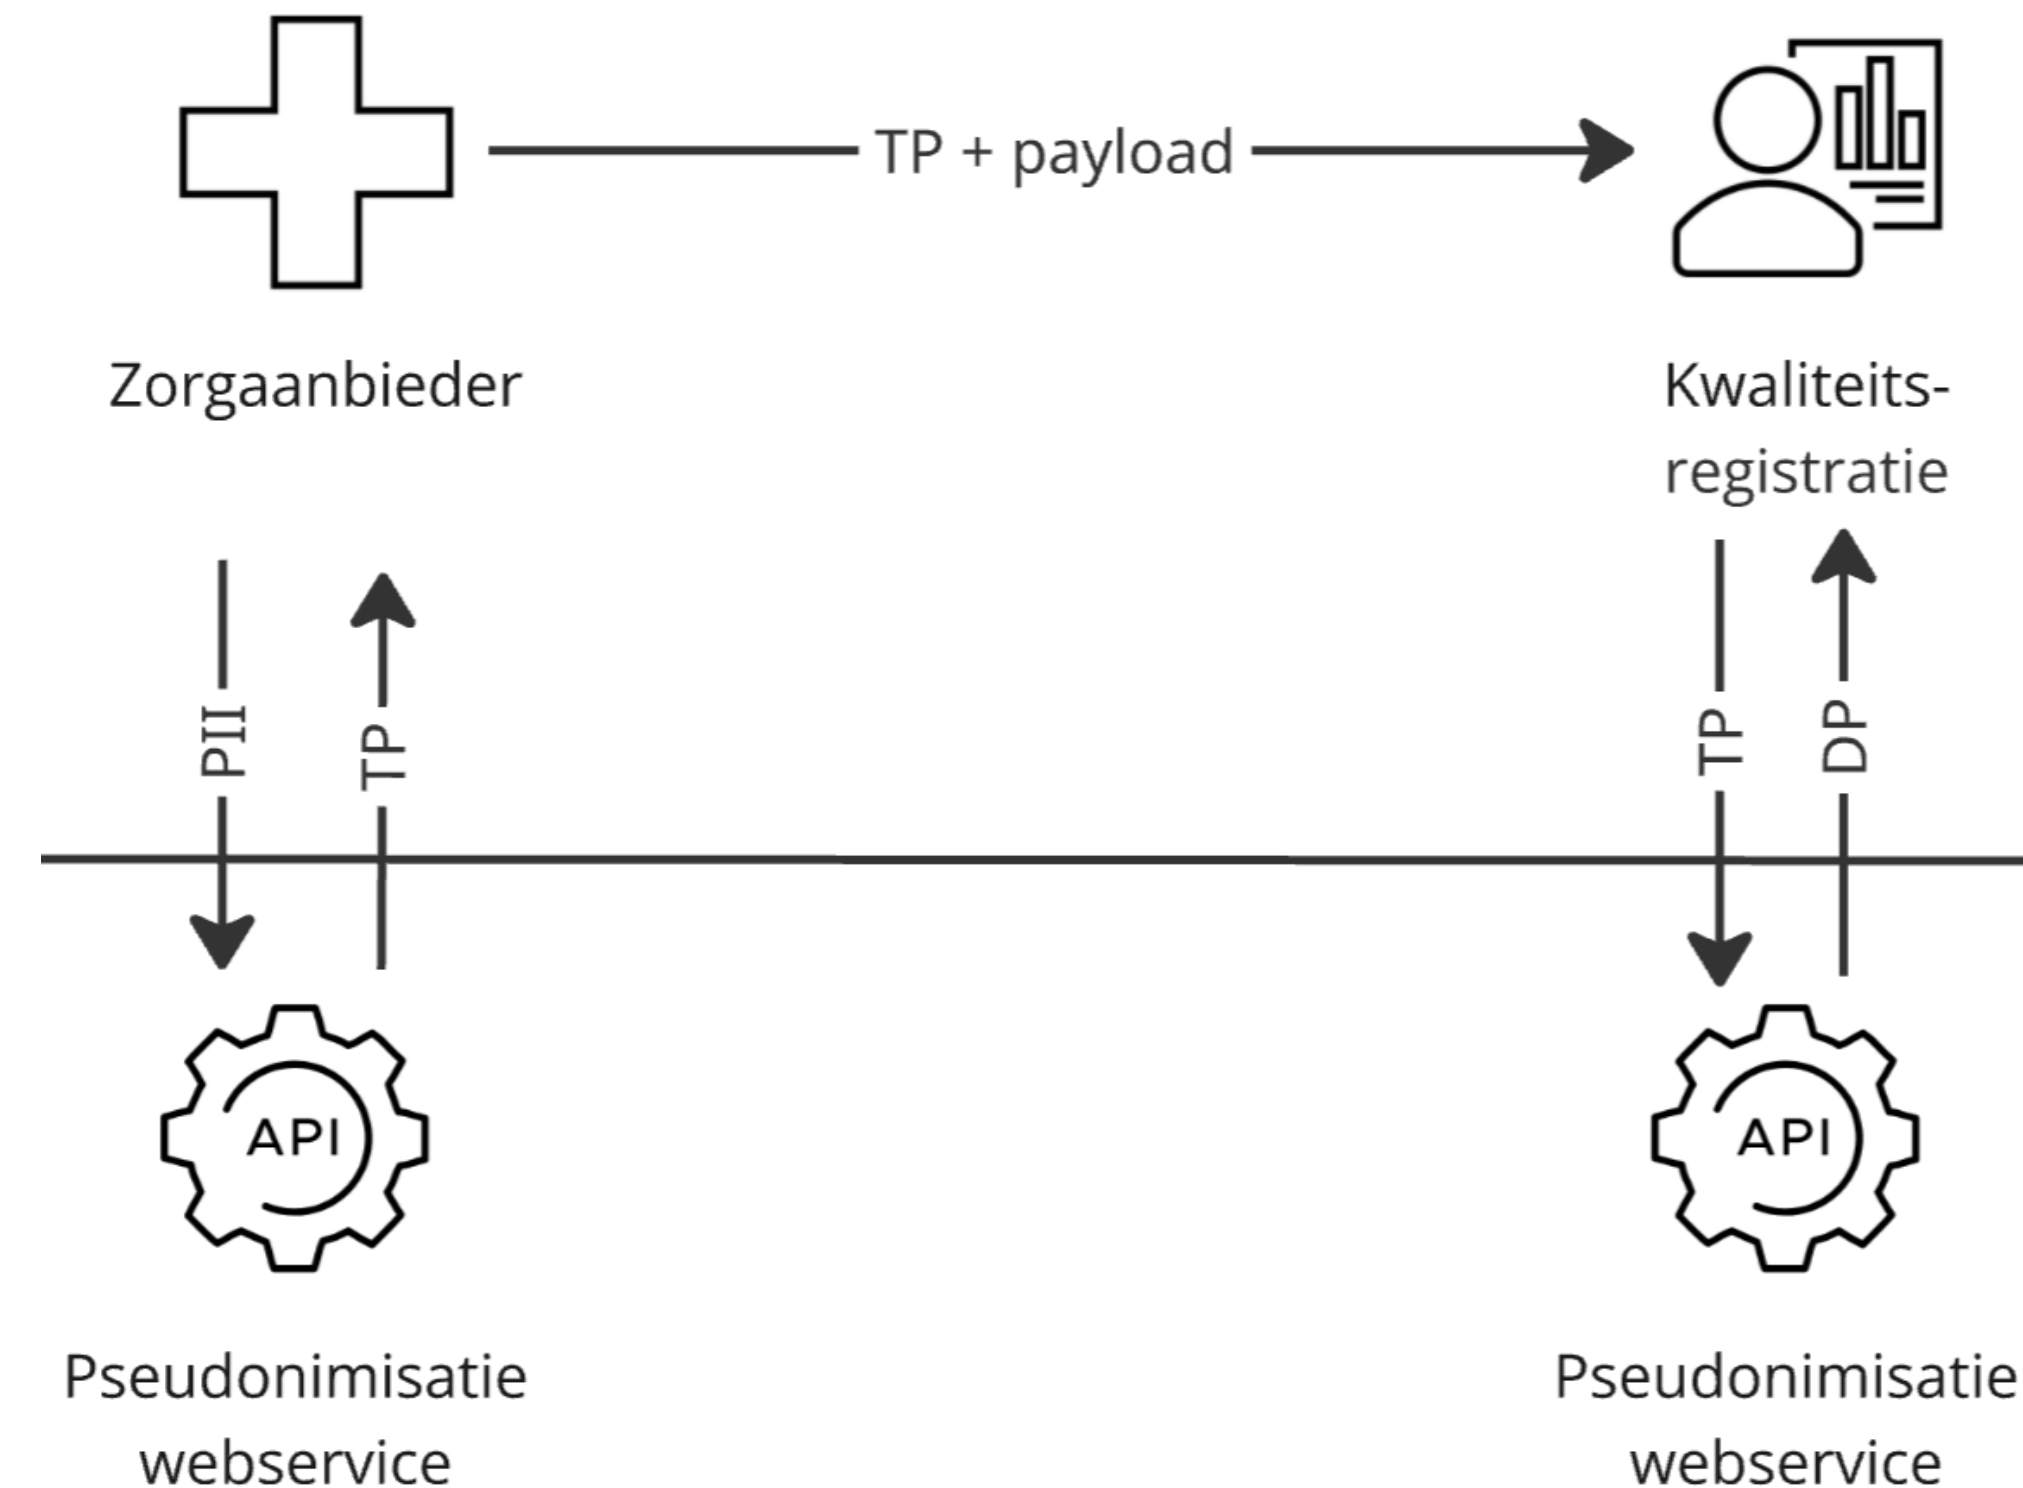 TP + payload
Zorgaanbieder
Kwaliteits-
registratie
PII
TP
TP
DP
API
API
Pseudonimisatie
webservice
Pseudonimisatie
webservice